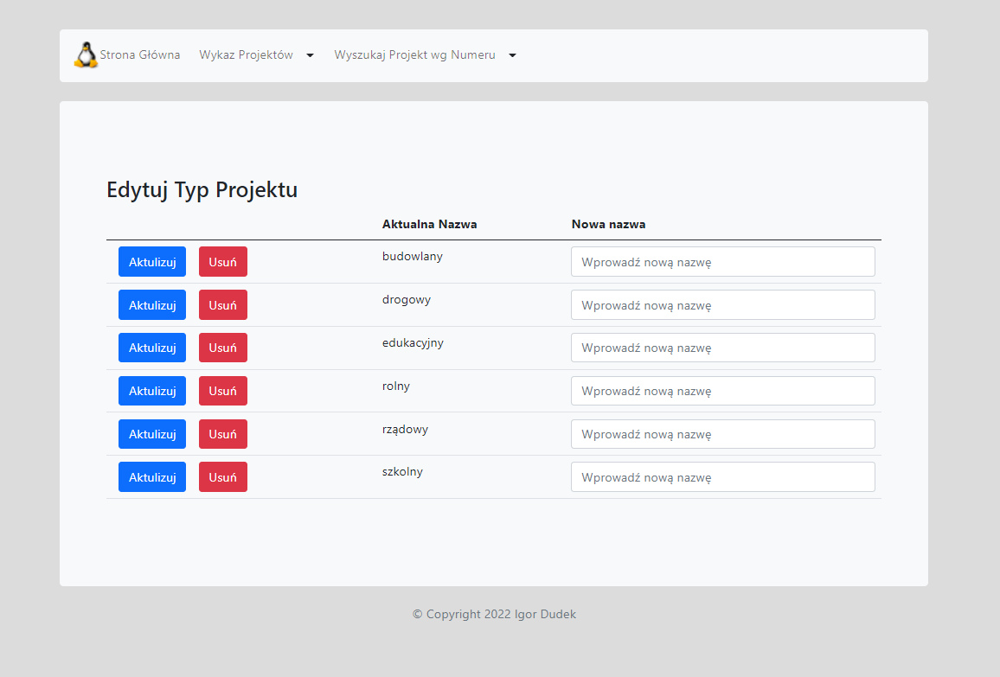 Strona Główna Wykaz Projektów Wyszukaj Projekt wg Numeru
Edytuj Typ Projektu
Aktualna Nazwa Nowa nazwa
Aktulizuj Usuń budowlany Wprowadź nową nazwę
Aktulizuj Usuń drogowy Wprowadź nową nazwę
Aktulizuj Usuń edukacyjny Wprowadź nową nazwę
Aktulizuj Usuń rolny Wprowadź nową nazwę
Aktulizuj Usuń rządowy Wprowadź nową nazwę
Aktulizuj Usuń szkolny Wprowadź nową nazwę
© Copyright 2022 Igor Dudek